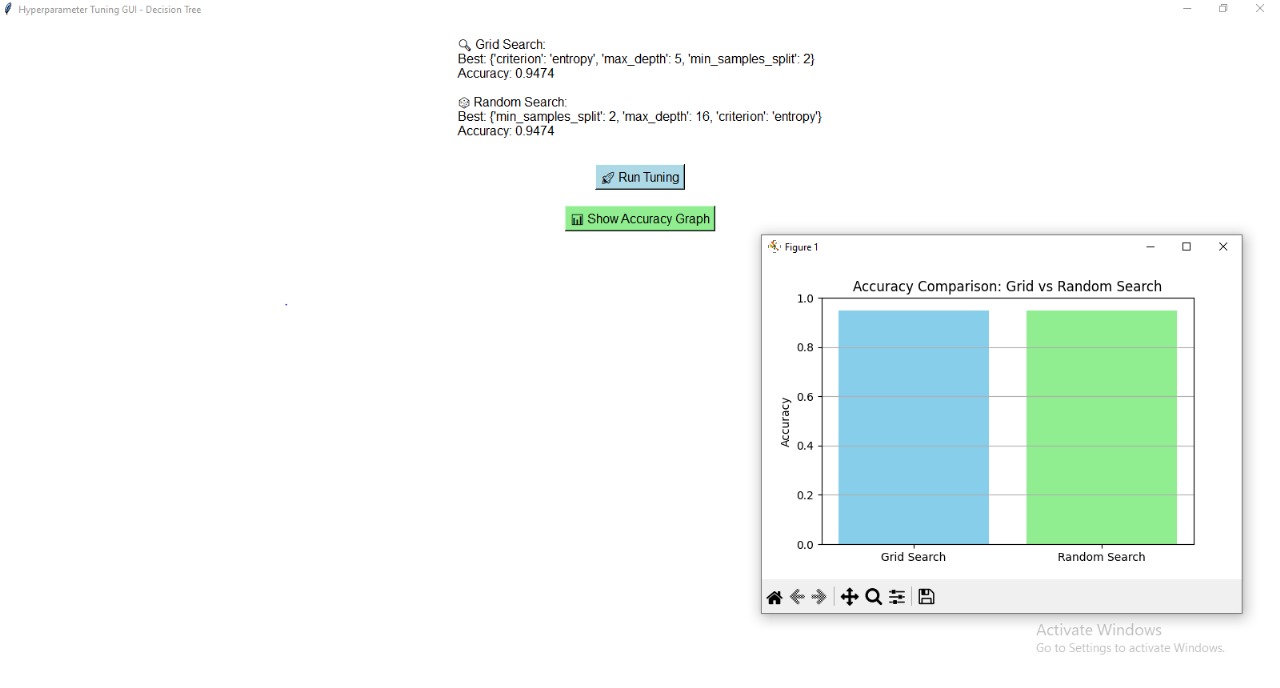 Hyperparameter Tuning GUI - Decision Tree
🔍 Grid Search:
Best: {'criterion': 'entropy', 'max_depth': 5, 'min_samples_split': 2}
Accuracy: 0.9474
🎲 Random Search:
Best: {'min_samples_split': 2, 'max_depth': 16, 'criterion': 'entropy'}
Accuracy: 0.9474
🚀 Run Tuning
📊 Show Accuracy Graph
Figure 1
Accuracy Comparison: Grid vs Random Search
1.0
0.8
0.6
0.4
0.2
0.0
Accuracy
Grid Search
Random Search
Activate Windows
Go to Settings to activate Windows.